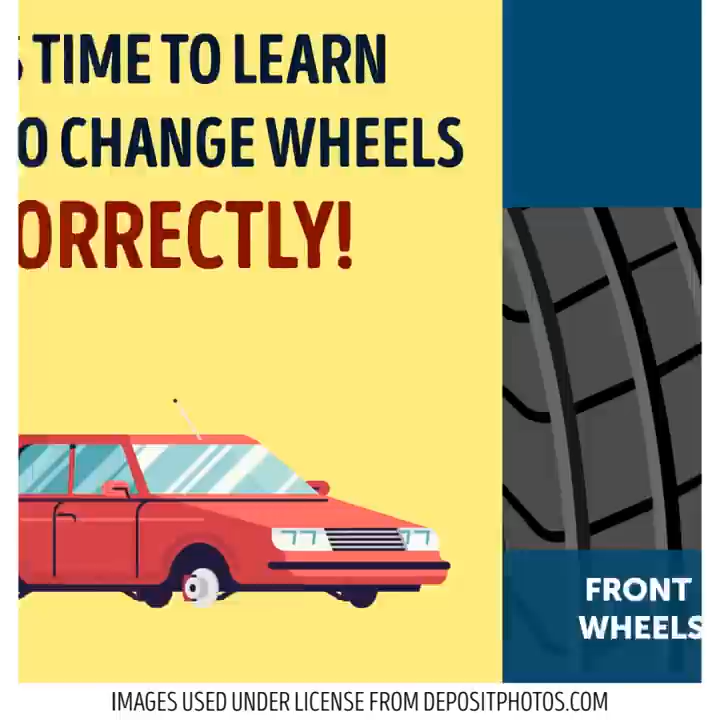 TIME TO LEARN
O CHANGE WHEELS
ORRECTLY!
FRONT
WHEELS
IMAGES USED UNDER LICENSE FROM DEPOSITPHOTOS.COM